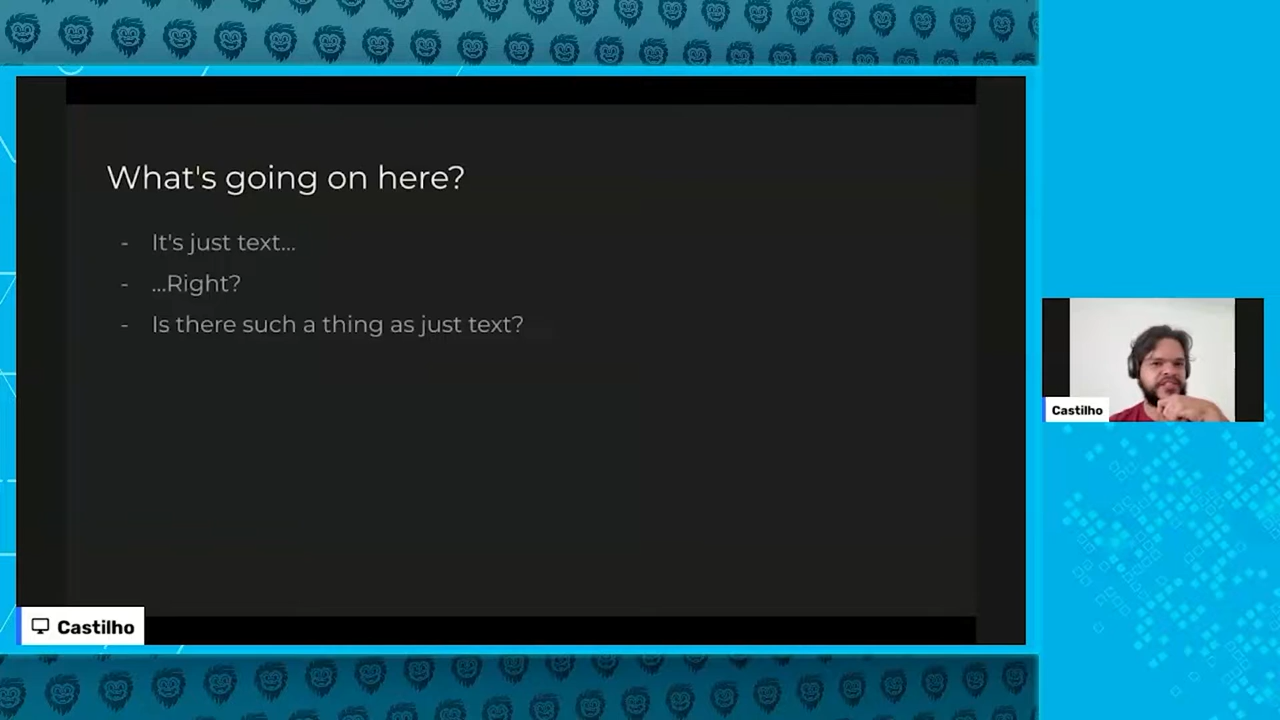 What's going on here?
- It's just text...
- ...Right?
- Is there such a thing as just text?
Castilho
Castilho